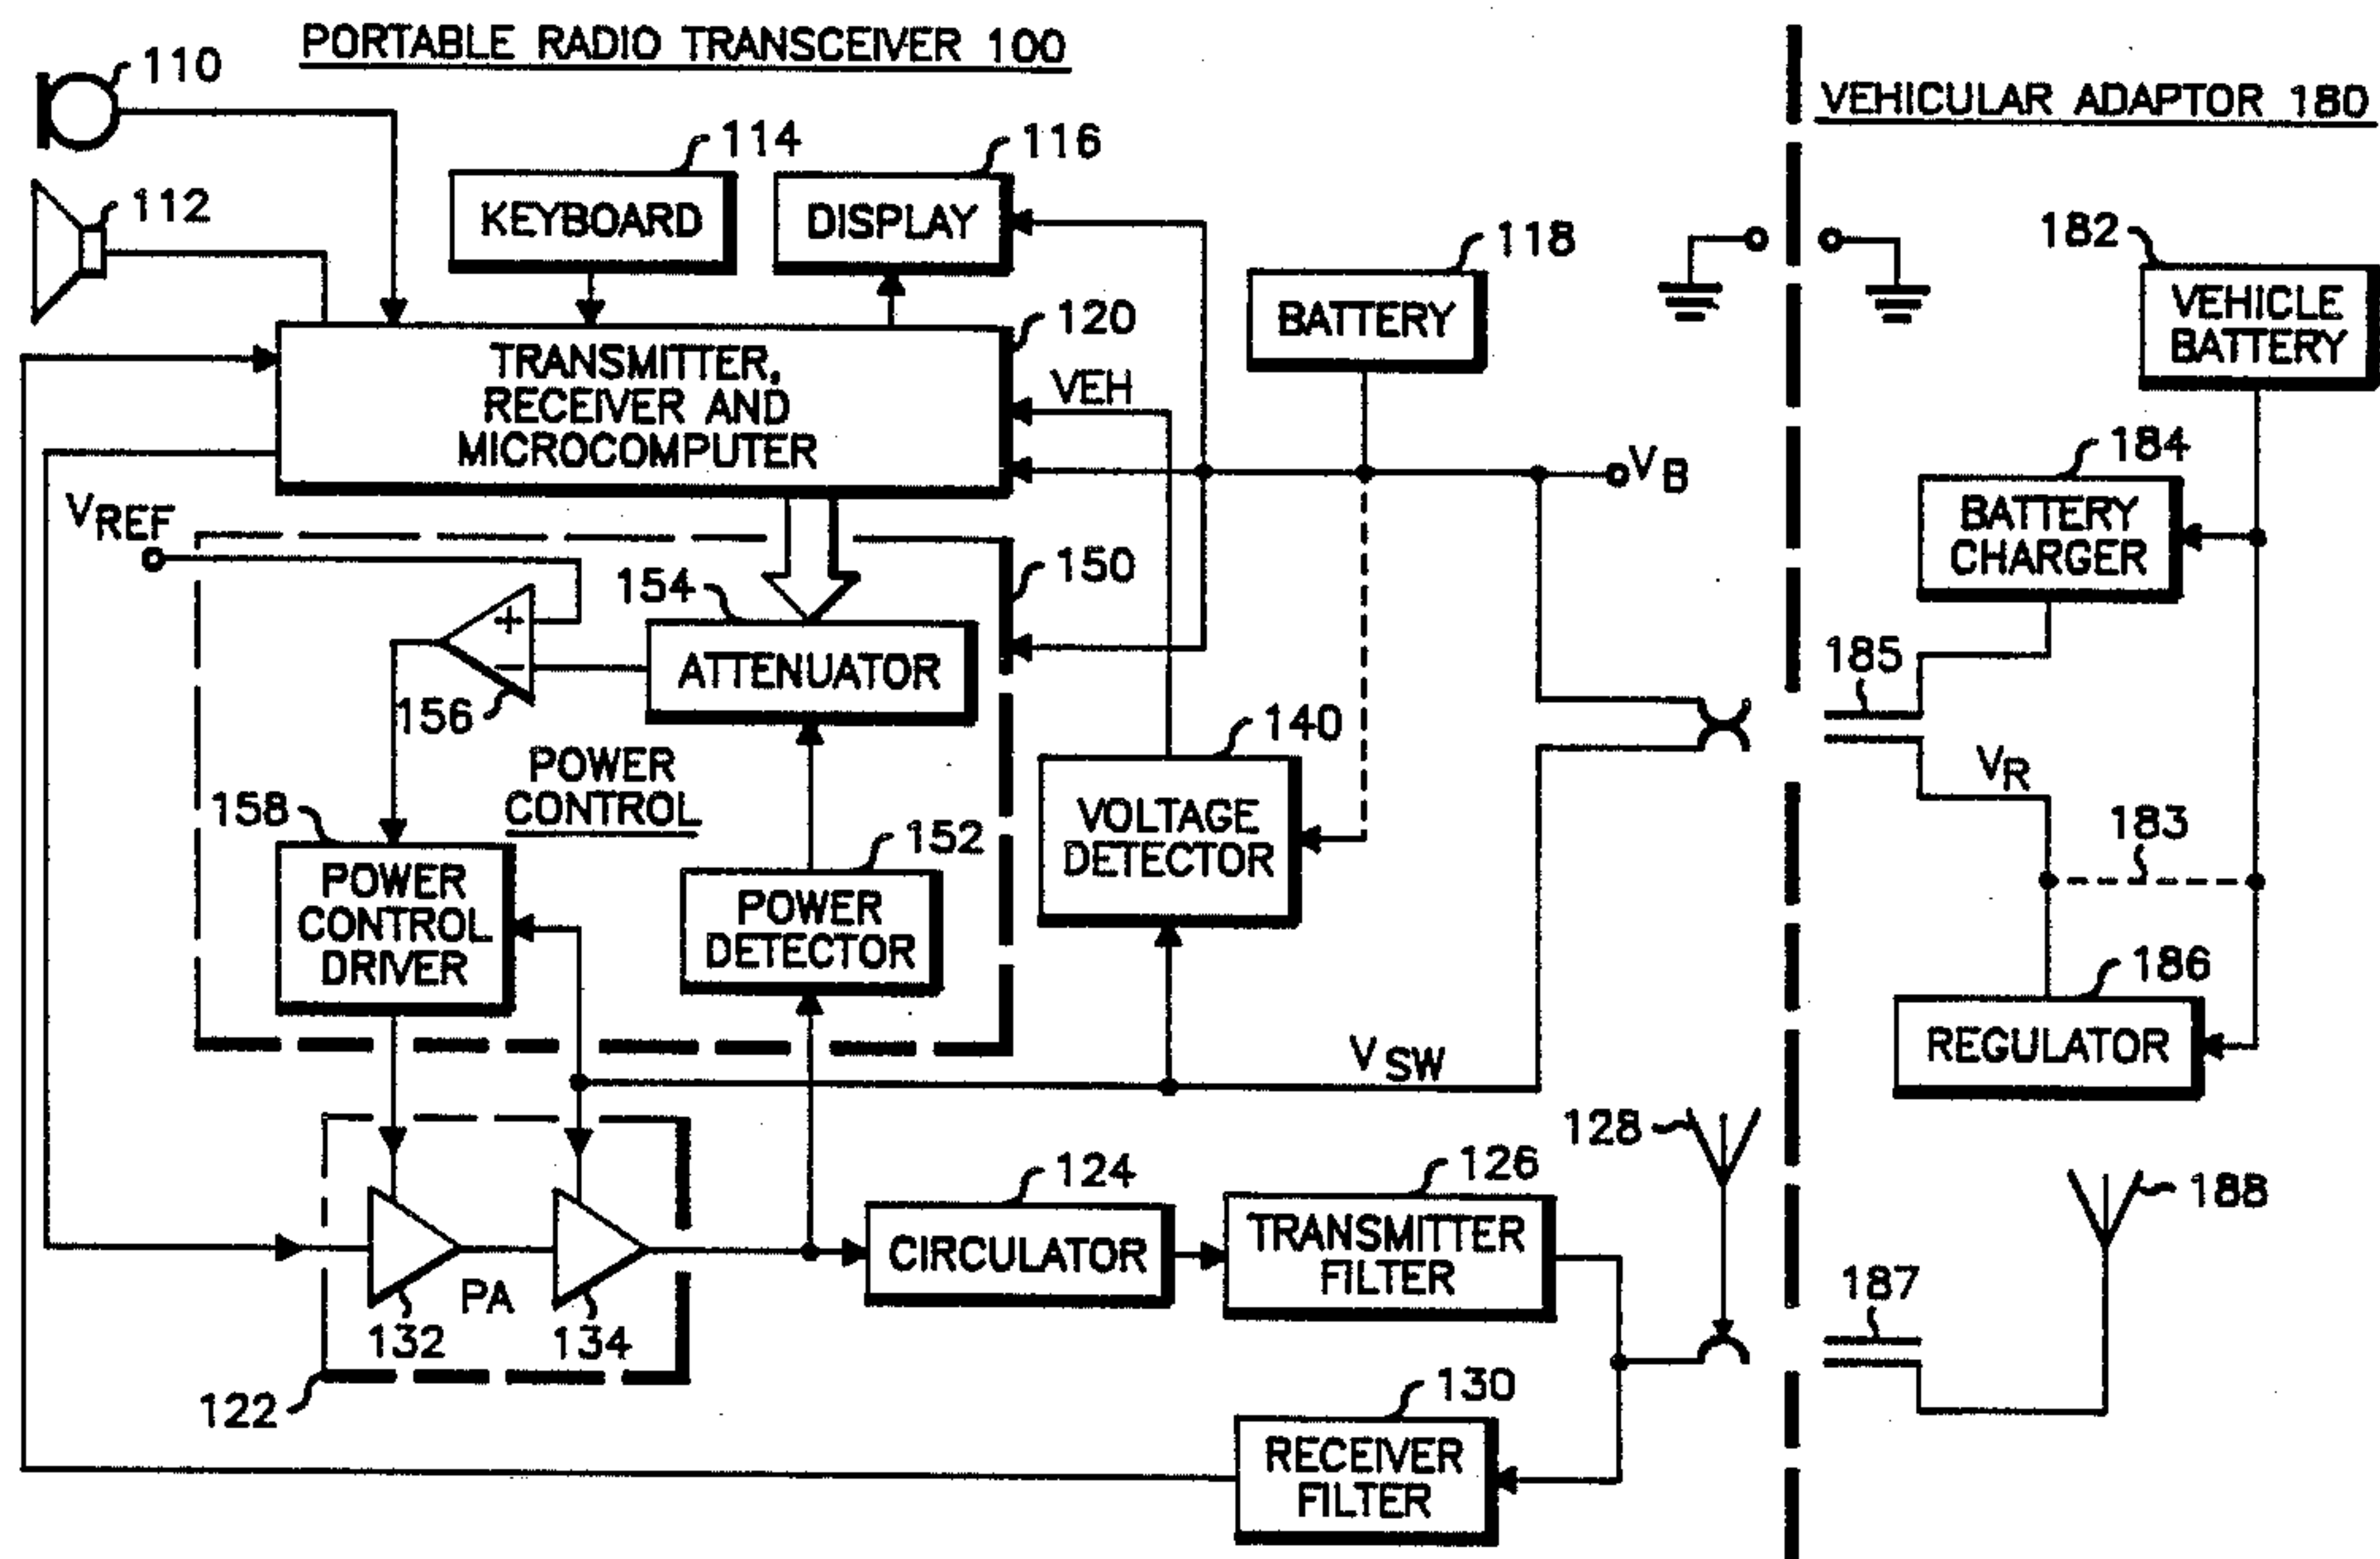 PORTABLE RADIO TRANSCEIVER 100
VEHICULAR ADAPTOR 180
110
112
114
KEYBOARD
116
DISPLAY
118
BATTERY
182
VEHICLE
BATTERY
120
TRANSMITTER,
RECEIVER AND
MICROCOMPUTER
VEH
VB
184
BATTERY
CHARGER
VREF
150
154
ATTENUATOR
+
−
156
185
140
VOLTAGE
DETECTOR
VR
183
POWER
CONTROL
158
POWER
CONTROL
DRIVER
152
POWER
DETECTOR
186
REGULATOR
VSW
128
188
124
CIRCULATOR
126
TRANSMITTER
FILTER
187
PA
132
134
122
130
RECEIVER
FILTER